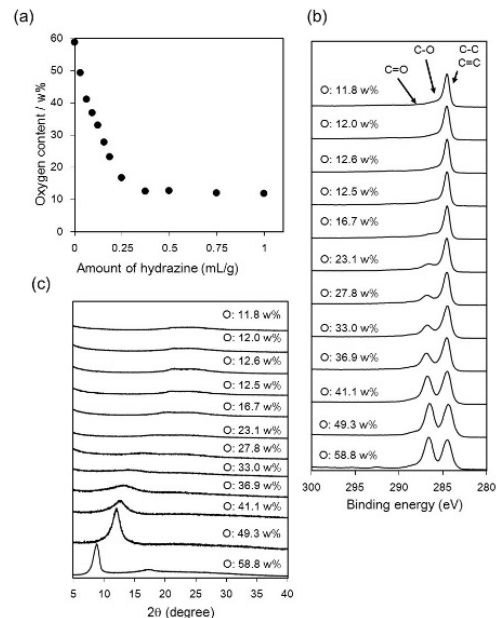 (a)
60
50
40
30
20
10
0
Oxygen content / w%
0 0.25 0.5 0.75 1
Amount of hydrazine (mL/g)
(b)
C=O
C-O
C-C
C=C
O: 11.8 w%
O: 12.0 w%
O: 12.6 w%
O: 12.5 w%
O: 16.7 w%
O: 23.1 w%
O: 27.8 w%
O: 33.0 w%
O: 36.9 w%
O: 41.1 w%
O: 49.3 w%
O: 58.8 w%
300 295 290 285 280
Binding energy (eV)
(c)
O: 11.8 w%
O: 12.0 w%
O: 12.6 w%
O: 12.5 w%
O: 16.7 w%
O: 23.1 w%
O: 27.8 w%
O: 33.0 w%
O: 36.9 w%
O: 41.1 w%
O: 49.3 w%
O: 58.8 w%
5 10 15 20 25 30 35 40
2θ (degree)